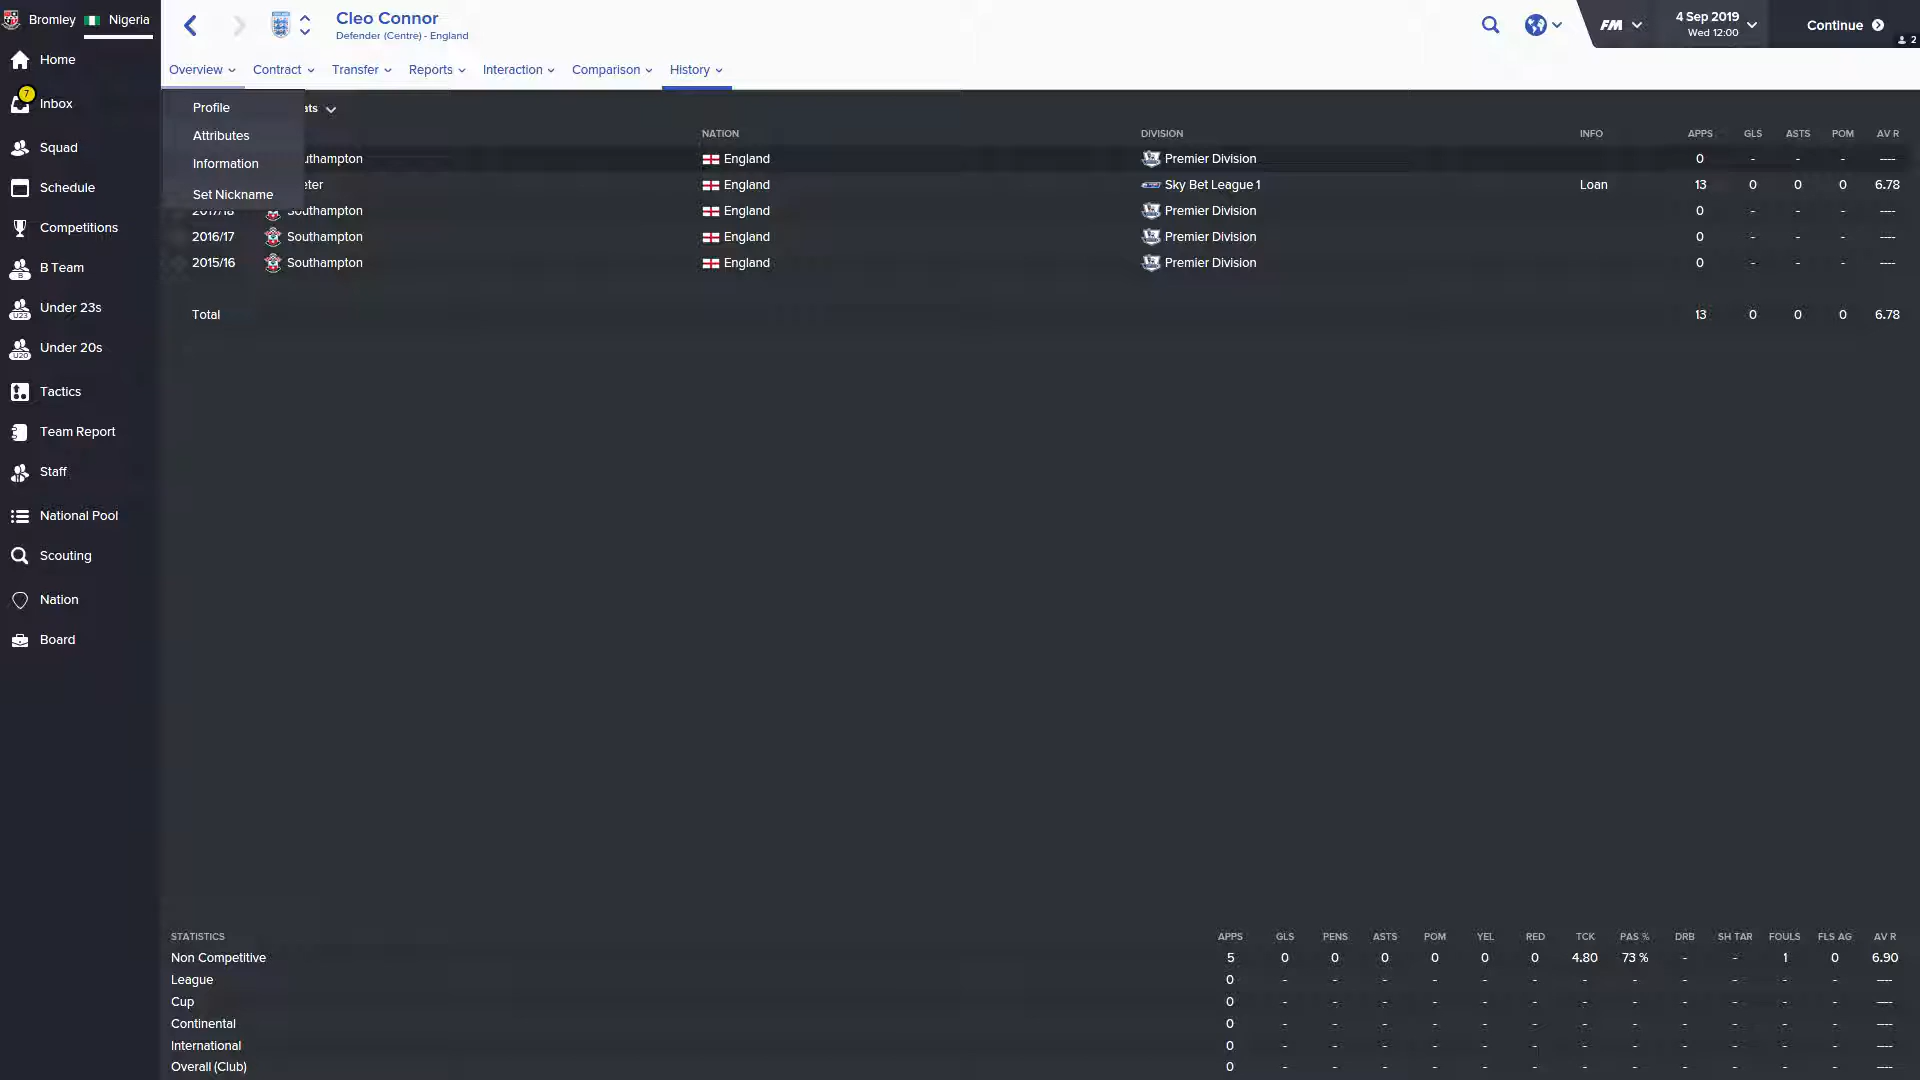 Bromley Nigeria
Cleo Connor
Defender (Centre) - England
FM
4 Sep 2019
Wed 12:00
Continue
2
Home
7
Inbox
Squad
Schedule
Competitions
B Team
Under 23s
Under 20s
Tactics
Team Report
Staff
National Pool
Scouting
Nation
Board
Overview Contract Transfer Reports Interaction Comparison History
Profile
Attributes
Information
Set Nickname
ats
NATION DIVISION INFO APPS GLS ASTS POM AV R
uthampton England Premier Division 0 - - - ----
eter England Sky Bet League 1 Loan 13 0 0 0 6.78
2017/18 Southampton England Premier Division 0 - - - ----
2016/17 Southampton England Premier Division 0 - - - ----
2015/16 Southampton England Premier Division 0 - - - ----
Total 13 0 0 0 6.78
STATISTICS APPS GLS PENS ASTS POM YEL RED TCK PAS % DRB SH TAR FOULS FLS AG AV R
Non Competitive 5 0 0 0 0 0 0 4.80 73 % - - 1 0 6.90
League 0 - - - - - - - - - - - - ----
Cup 0 - - - - - - - - - - - - ----
Continental 0 - - - - - - - - - - - - ----
International 0 - - - - - - - - - - - - ----
Overall (Club) 0 - - - - - - - - - - - - ----